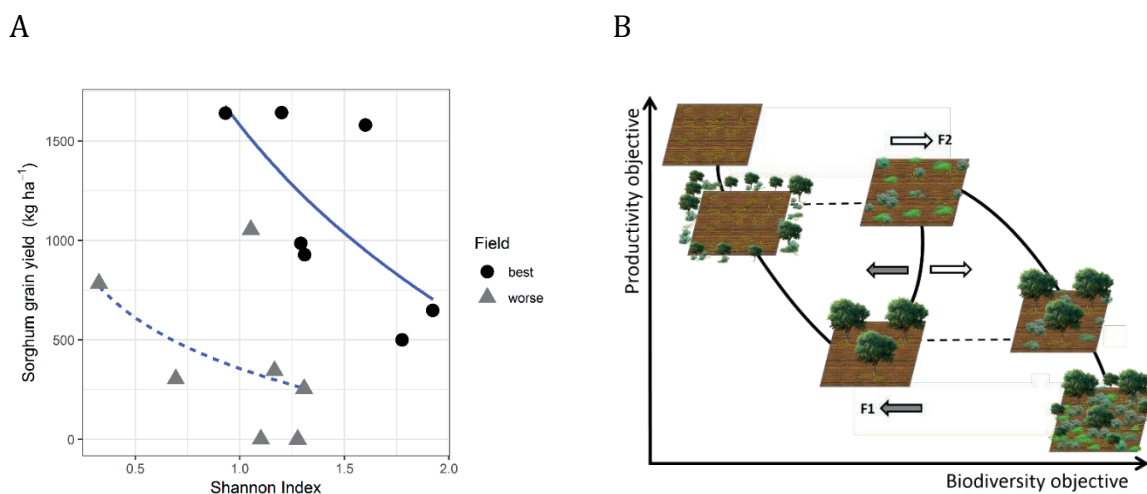 A
B
Sorghum grain yield (kg ha⁻¹)
1500
1000
500
0
0.5
1.0
1.5
2.0
Shannon Index
Field
best
worse
Productivity objective
F2
F1
Biodiversity objective